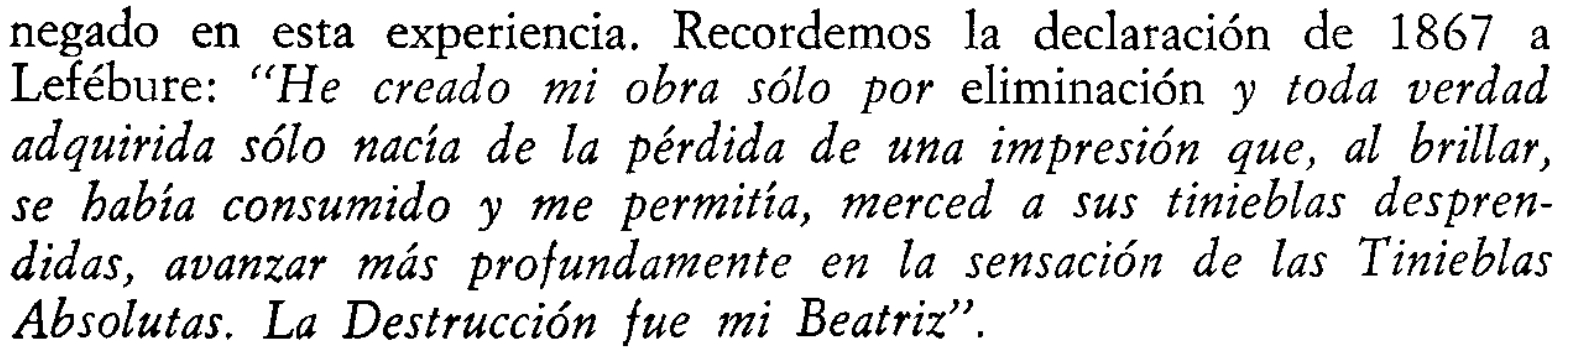 negado en esta experiencia. Recordemos la declaración de 1867 a
Lefébure: “He creado mi obra sólo por eliminación y toda verdad
adquirida sólo nacía de la pérdida de una impresión que, al brillar,
se había consumido y me permitía, merced a sus tinieblas despren-
didas, avanzar más profundamente en la sensación de las Tinieblas
Absolutas. La Destrucción fue mi Beatriz”.